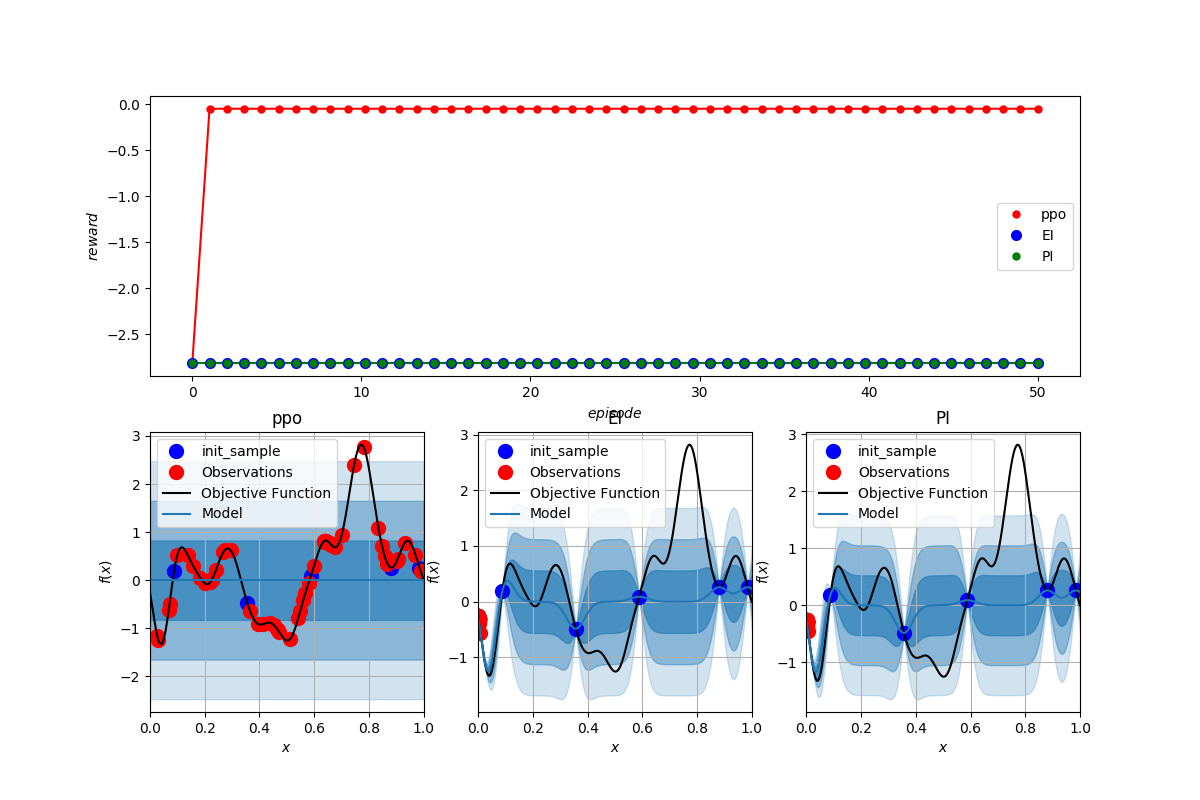 0.0
−0.5
−1.0
−1.5
−2.0
−2.5
reward
ppo
EI
PI
0 10 20 30 40 50
episode
ppo
EI
PI
init_sample
Observations
Objective Function
Model
3
2
1
0
−1
−2
f(x)
0.0 0.2 0.4 0.6 0.8 1.0
x
init_sample
Observations
Objective Function
Model
3
2
1
0
−1
f(x)
0.0 0.2 0.4 0.6 0.8 1.0
x
init_sample
Observations
Objective Function
Model
3
2
1
0
−1
f(x)
0.0 0.2 0.4 0.6 0.8 1.0
x